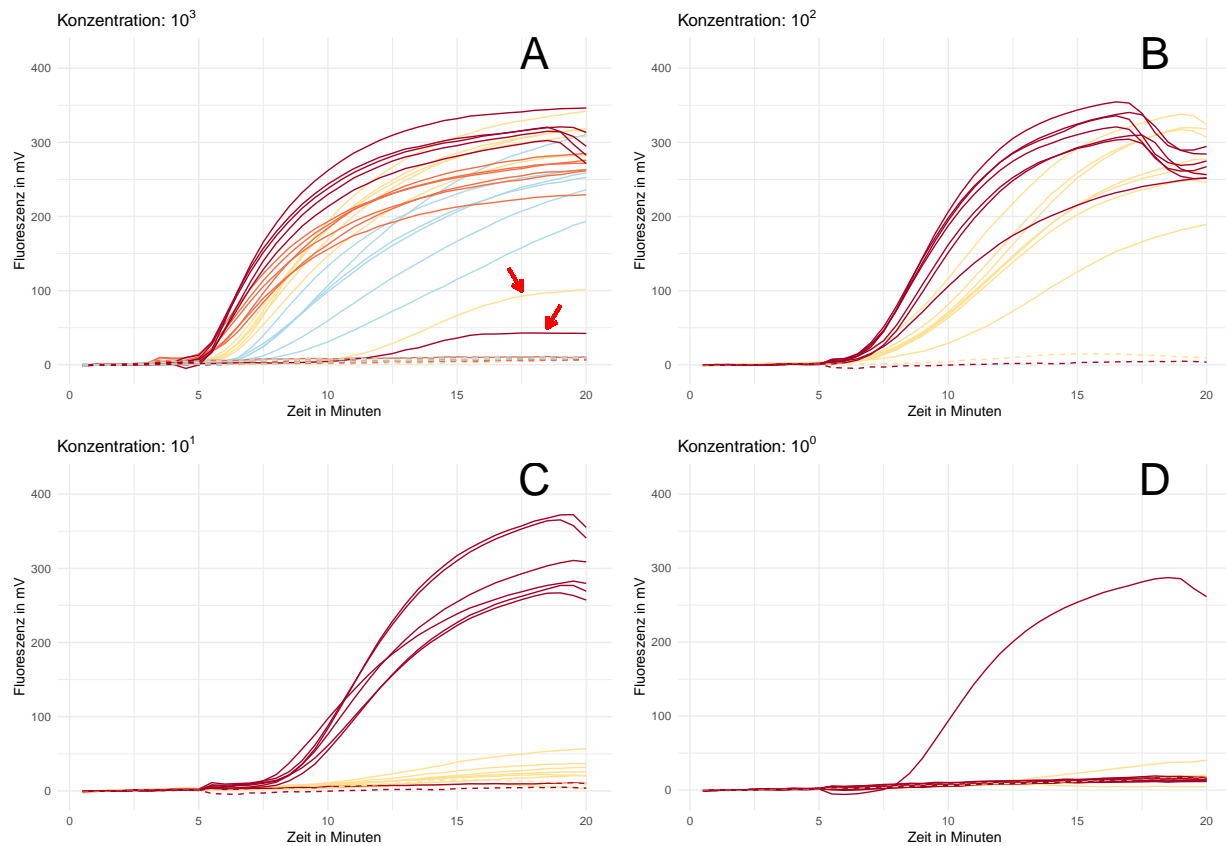 Konzentration: 10³
A
400
300
200
100
0
Fluoreszenz in mV
0 5 10 15 20
Zeit in Minuten
Konzentration: 10²
B
400
300
200
100
0
Fluoreszenz in mV
0 5 10 15 20
Zeit in Minuten
Konzentration: 10¹
C
400
300
200
100
0
Fluoreszenz in mV
0 5 10 15 20
Zeit in Minuten
Konzentration: 10⁰
D
400
300
200
100
0
Fluoreszenz in mV
0 5 10 15 20
Zeit in Minuten